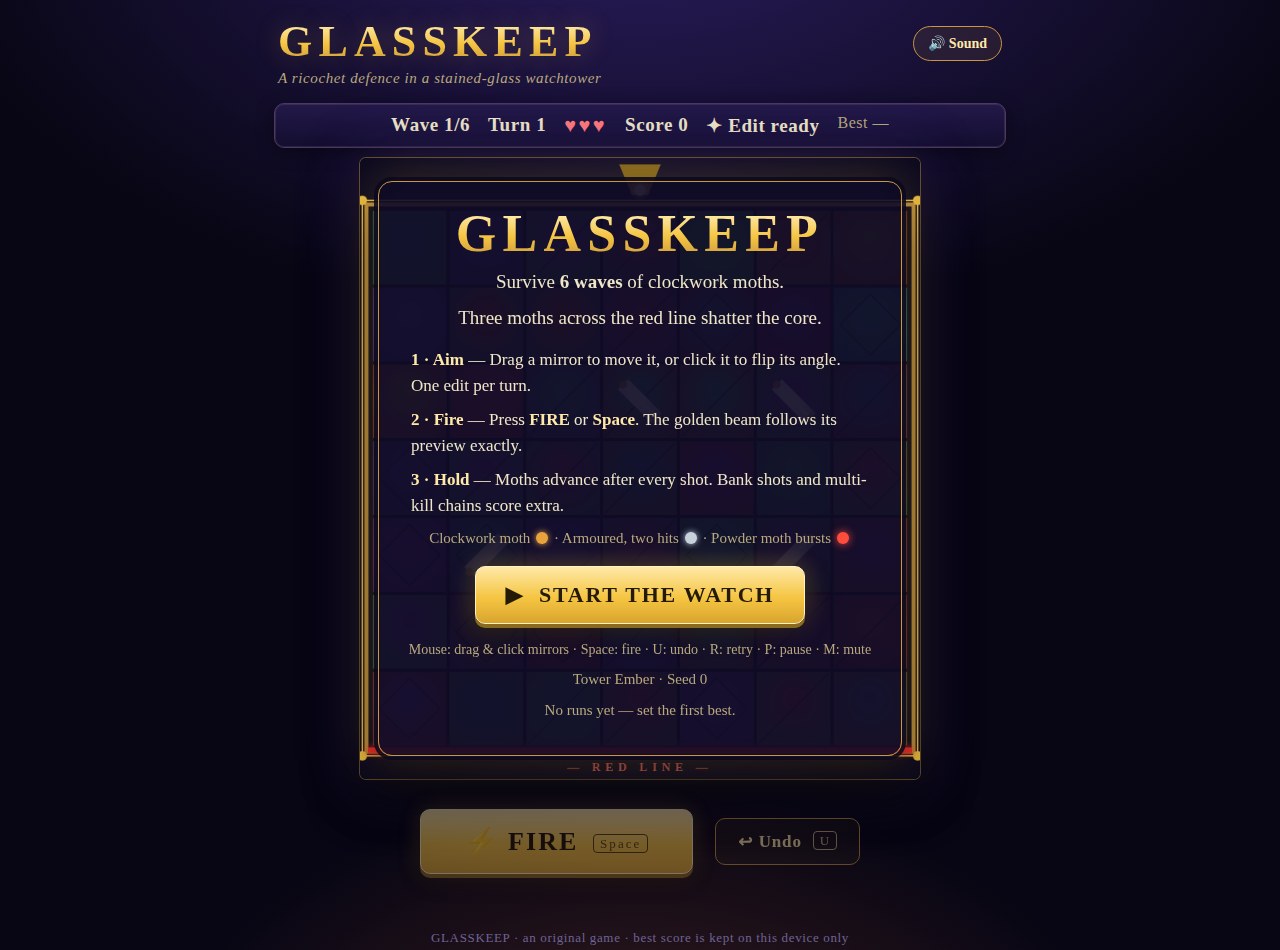 GLASSKEEP
A ricochet defence in a stained-glass watchtower
🔊 Sound
Wave 1/6 Turn 1 ♥♥♥ Score 0 ✦ Edit ready Best —
GLASSKEEP
Survive 6 waves of clockwork moths.
Three moths across the red line shatter the core.
1 · Aim — Drag a mirror to move it, or click it to flip its angle.
One edit per turn.
2 · Fire — Press FIRE or Space. The golden beam follows its
preview exactly.
3 · Hold — Moths advance after every shot. Bank shots and multi-
kill chains score extra.
Clockwork moth · Armoured, two hits · Powder moth bursts
▶ START THE WATCH
Mouse: drag & click mirrors · Space: fire · U: undo · R: retry · P: pause · M: mute
Tower Ember · Seed 0
No runs yet — set the first best.
— RED LINE —
⚡ FIRE Space ↩ Undo U
GLASSKEEP · an original game · best score is kept on this device only